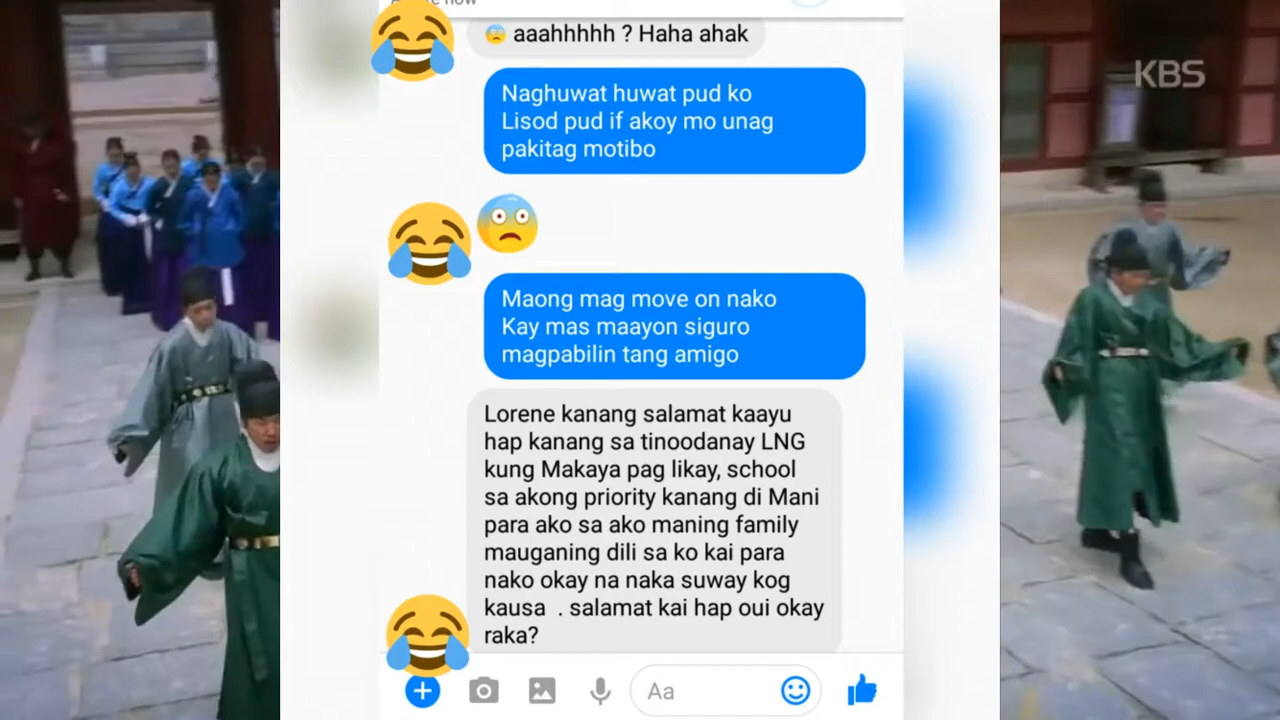 aaahhhhh ? Haha ahak
KBS
Naghuwat huwat pud ko
Lisod pud if akoy mo unag
pakitag motibo
Maong mag move on nako
Kay mas maayon siguro
magpabilin tang amigo
Lorene kanang salamat kaayu
hap kanang sa tinoodanay LNG
kung Makaya pag likay, school
sa akong priority kanang di Mani
para ako sa ako maning family
mauganing dili sa ko kai para
nako okay na naka suway kog
kausa . salamat kai hap oui okay
raka?
Aa